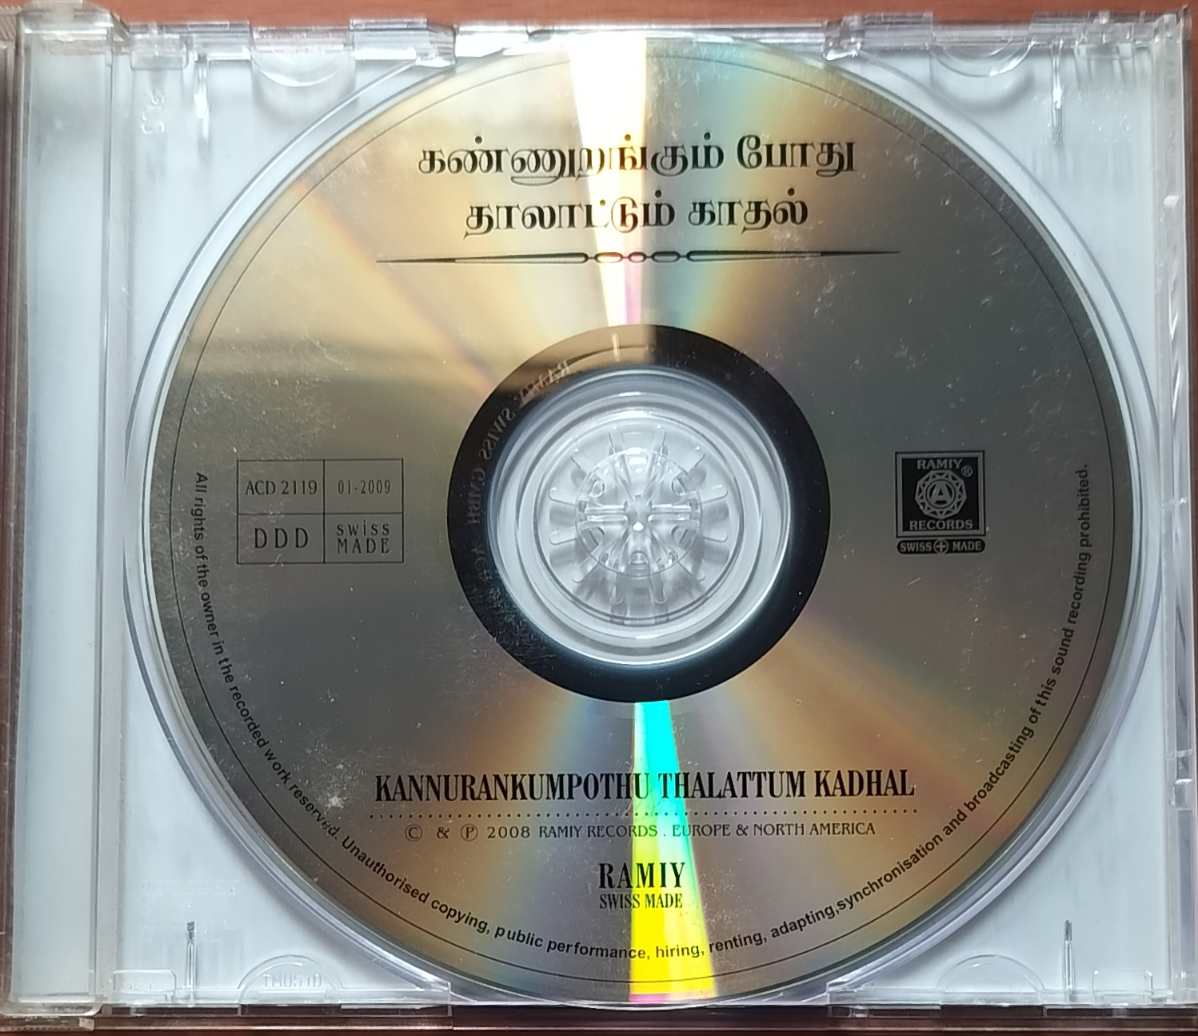 கண்ணுறங்கும் போது
தாலாட்டும் காதல்
ACD 2119
01-2009
DDD
swiss
MADE
RAMIY®
A
RECORDS
SWISS + MADE
KANNURANKUMPOTHU THALATTUM KADHAL
© & ℗ 2008 RAMIY RECORDS . EUROPE & NORTH AMERICA
RAMIY
SWISS MADE
All rights of the owner in the recorded work reserved. Unauthorised copying, public performance, hiring, renting, adapting,synchronisation and broadcasting of this sound recording prohibited.